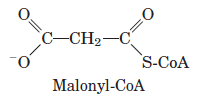 O O
C—CH₂—C
⁻O S-CoA
Malonyl-CoA